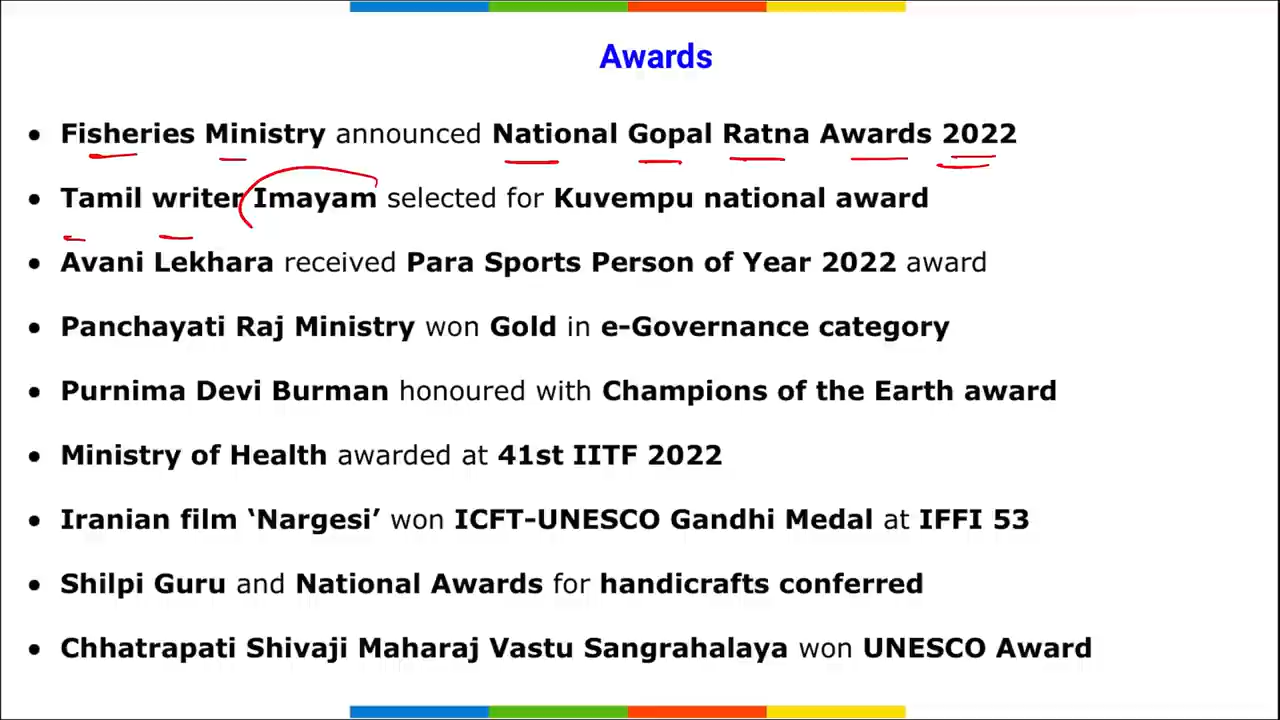 Awards
• Fisheries Ministry announced National Gopal Ratna Awards 2022
• Tamil writer Imayam selected for Kuvempu national award
• Avani Lekhara received Para Sports Person of Year 2022 award
• Panchayati Raj Ministry won Gold in e-Governance category
• Purnima Devi Burman honoured with Champions of the Earth award
• Ministry of Health awarded at 41st IITF 2022
• Iranian film ‘Nargesi’ won ICFT-UNESCO Gandhi Medal at IFFI 53
• Shilpi Guru and National Awards for handicrafts conferred
• Chhatrapati Shivaji Maharaj Vastu Sangrahalaya won UNESCO Award